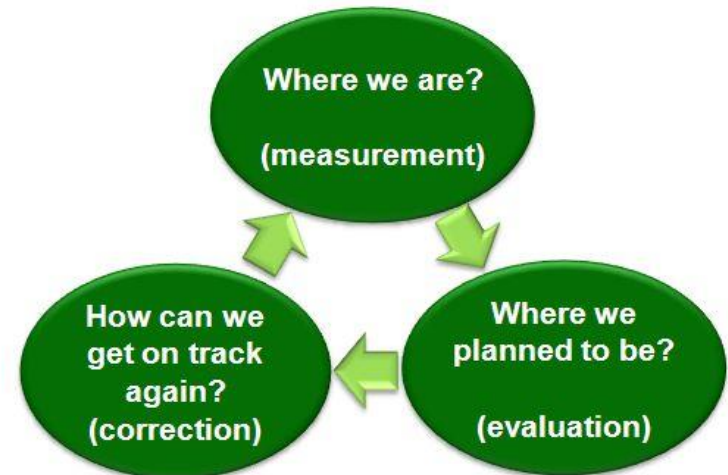 Where we are?
(measurement)
Where we
planned to be?
(evaluation)
How can we
get on track
again?
(correction)